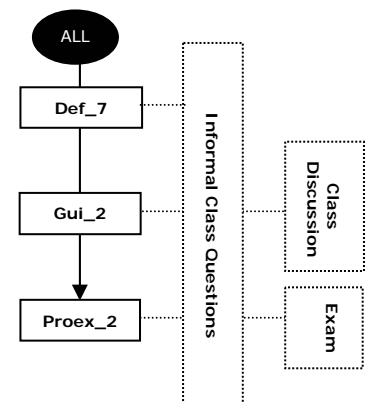 ALL
Def_7
Gui_2
Proex_2
Informal Class Questions
Class
Discussion
Exam